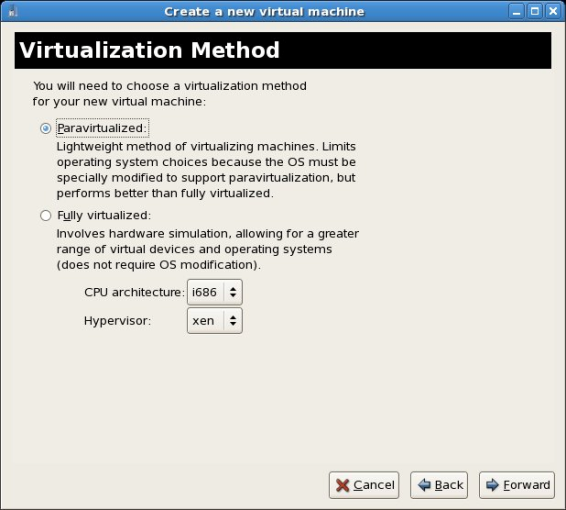 Create a new virtual machine
Virtualization Method
You will need to choose a virtualization method
for your new virtual machine:
Paravirtualized:
Lightweight method of virtualizing machines. Limits
operating system choices because the OS must be
specially modified to support paravirtualization, but
performs better than fully virtualized.
Fully virtualized:
Involves hardware simulation, allowing for a greater
range of virtual devices and operating systems
(does not require OS modification).
CPU architecture: i686
Hypervisor: xen
Cancel Back Forward